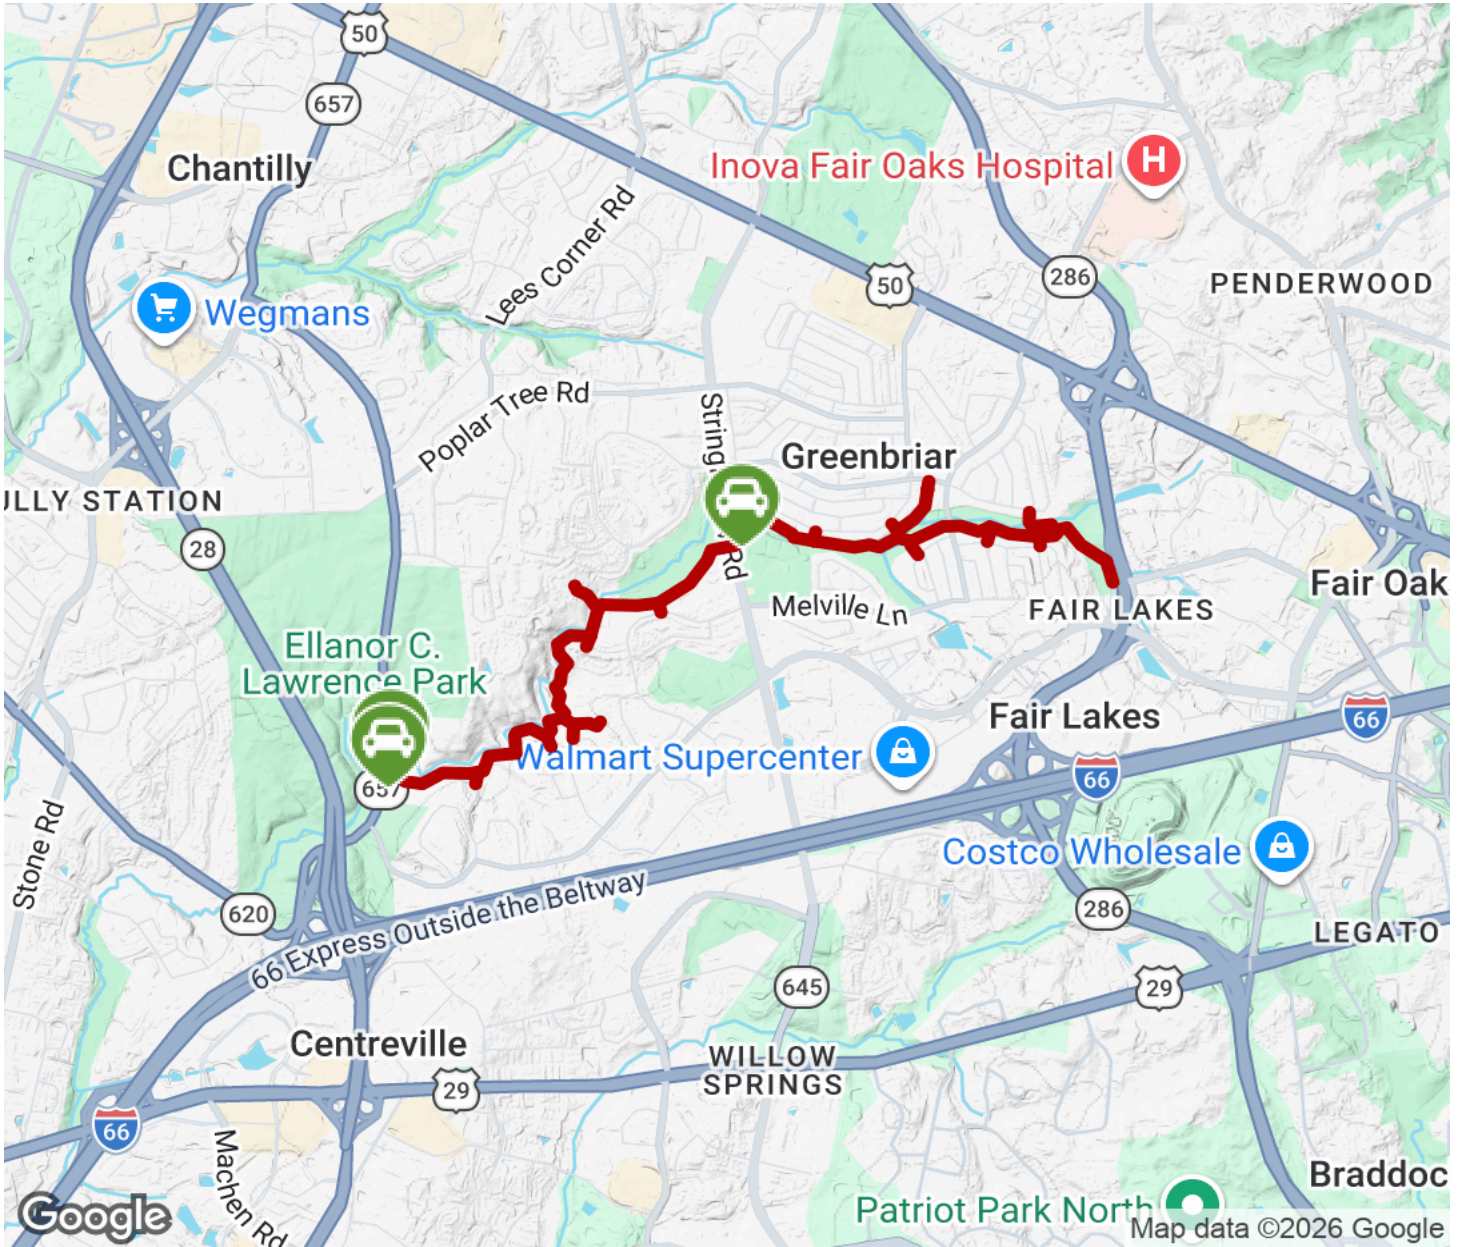 50
657
Chantilly
Inova Fair Oaks Hospital
H
Lees Corner Rd
286
50
PENDERWOOD
Wegmans
Poplar Tree Rd
String
Rd
Greenbriar
ULLY STATION
28
Fair Oak
Melville Ln
FAIR LAKES
Ellanor C.
Lawrence Park
Fair Lakes
66
Walmart Supercenter
66
657
Stone Rd
Costco Wholesale
66 Express Outside the Beltway
620
286
LEGATO
645
29
Centreville
WILLOW
SPRINGS
29
66
Machen Rd
Braddoc
Patriot Park North
Google
Map data ©2026 Google